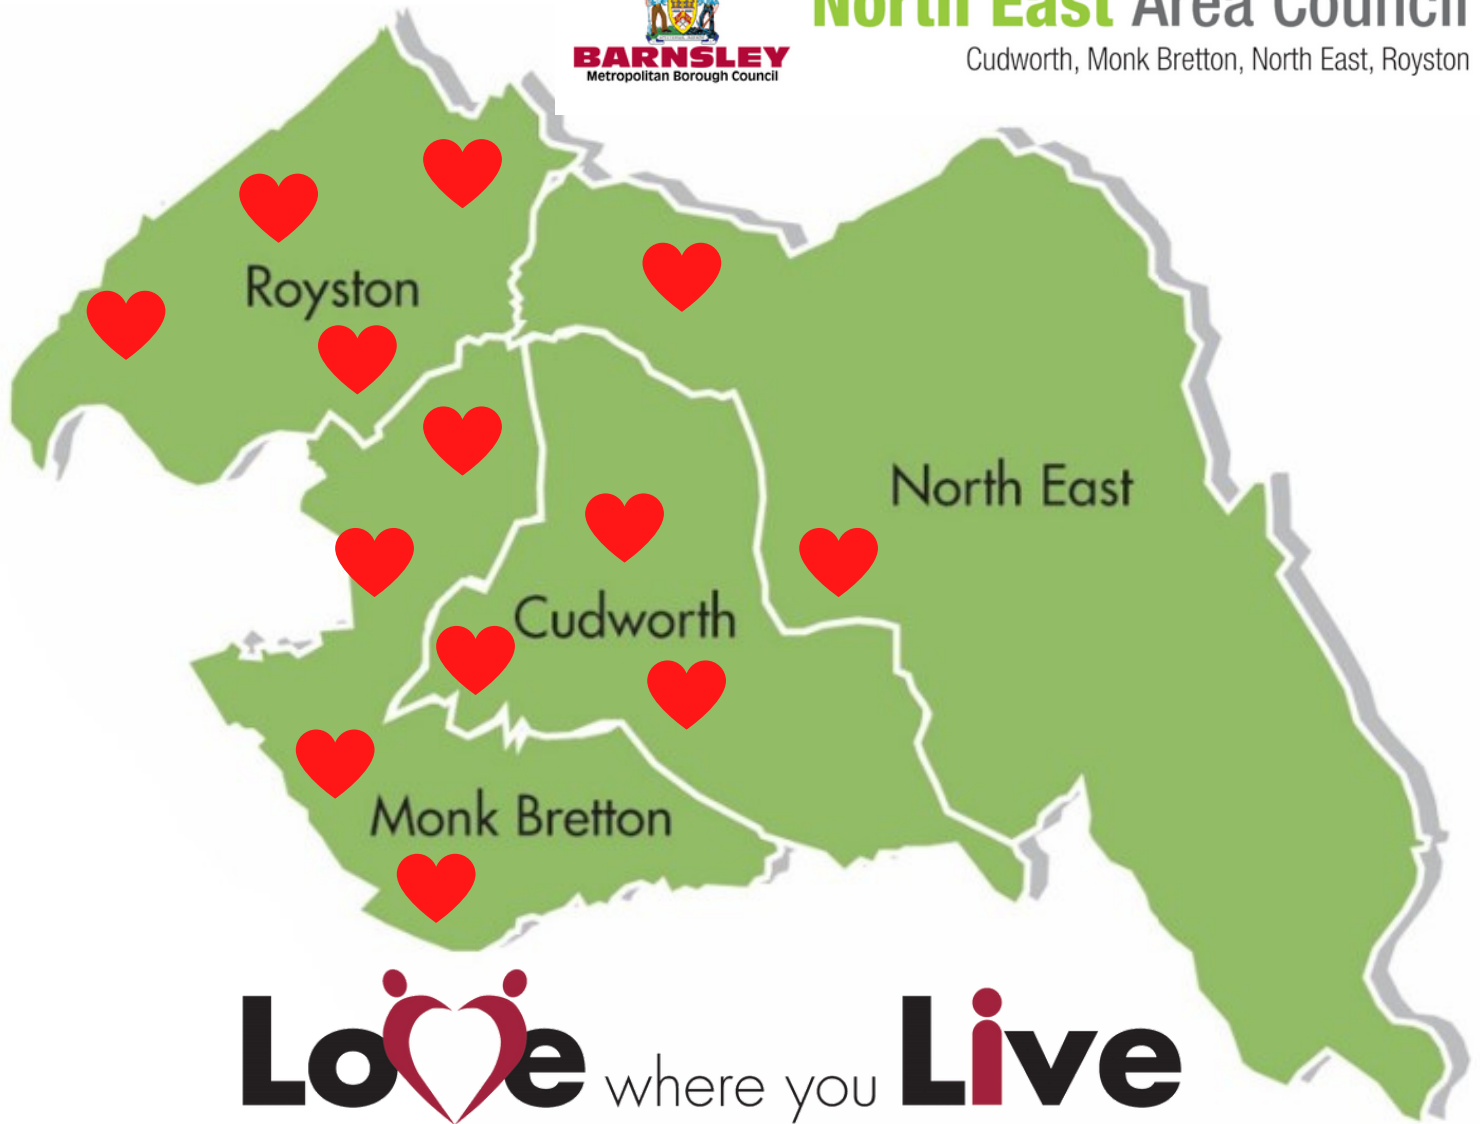 North East Area Council
BARNSLEY
Metropolitan Borough Council
Cudworth, Monk Bretton, North East, Royston
Royston
North East
Cudworth
Monk Bretton
Love where you Live